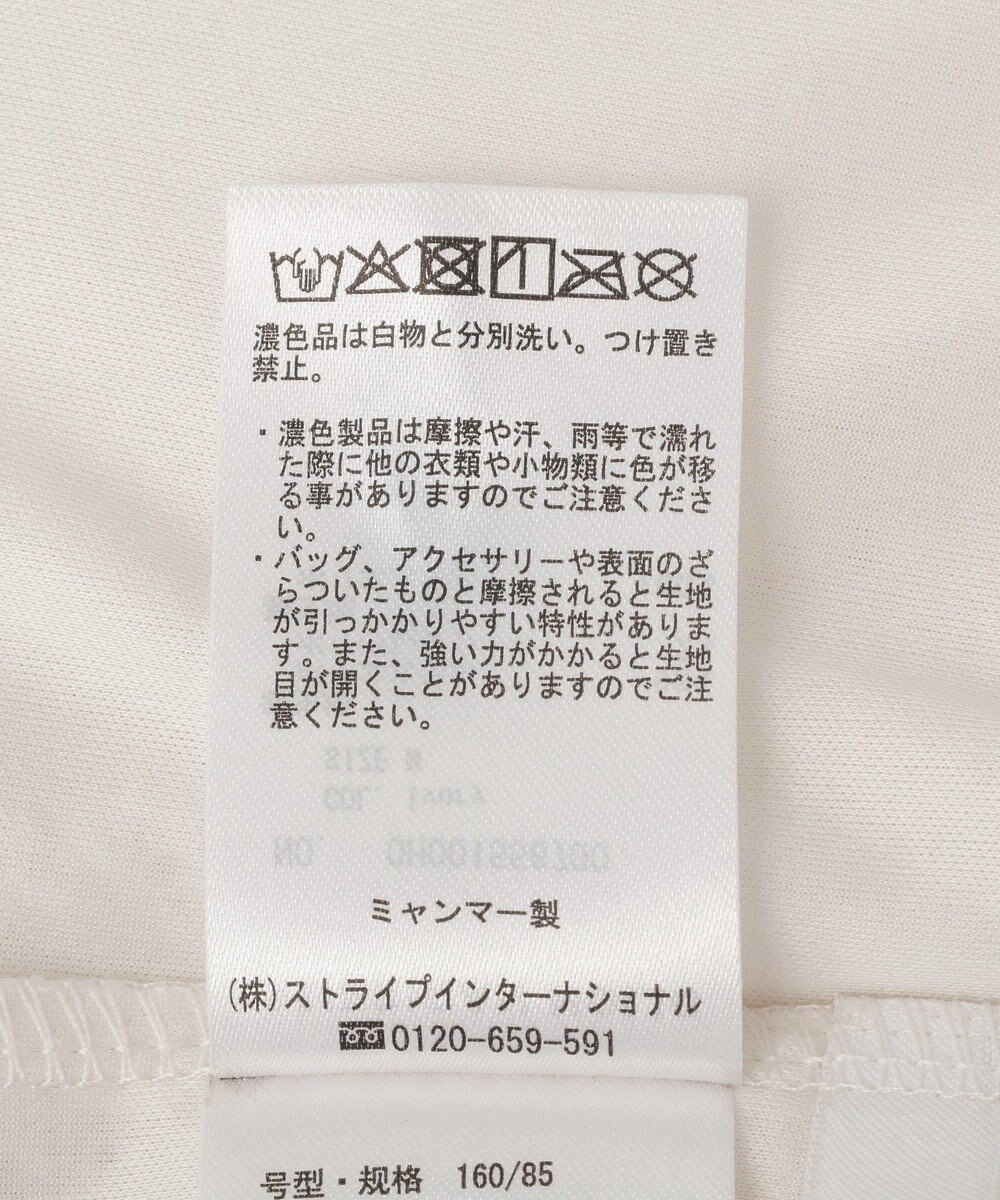 濃色品は白物と分別洗い。つけ置き
禁止。
・濃色製品は摩擦や汗、雨等で濡れ
た際に他の衣類や小物類に色が移
る事がありますのでご注意くださ
い。
・バッグ、アクセサリーや表面のざ
らついたものと摩擦されると生地
が引っかかりやすい特性がありま
す。また、強い力がかかると生地
目が開くことがありますのでご注
意ください。
SIZE M
COL. Ivory
NO.
ミャンマー製
(株)ストライプインターナショナル
0120-659-591
号型・规格 160/85